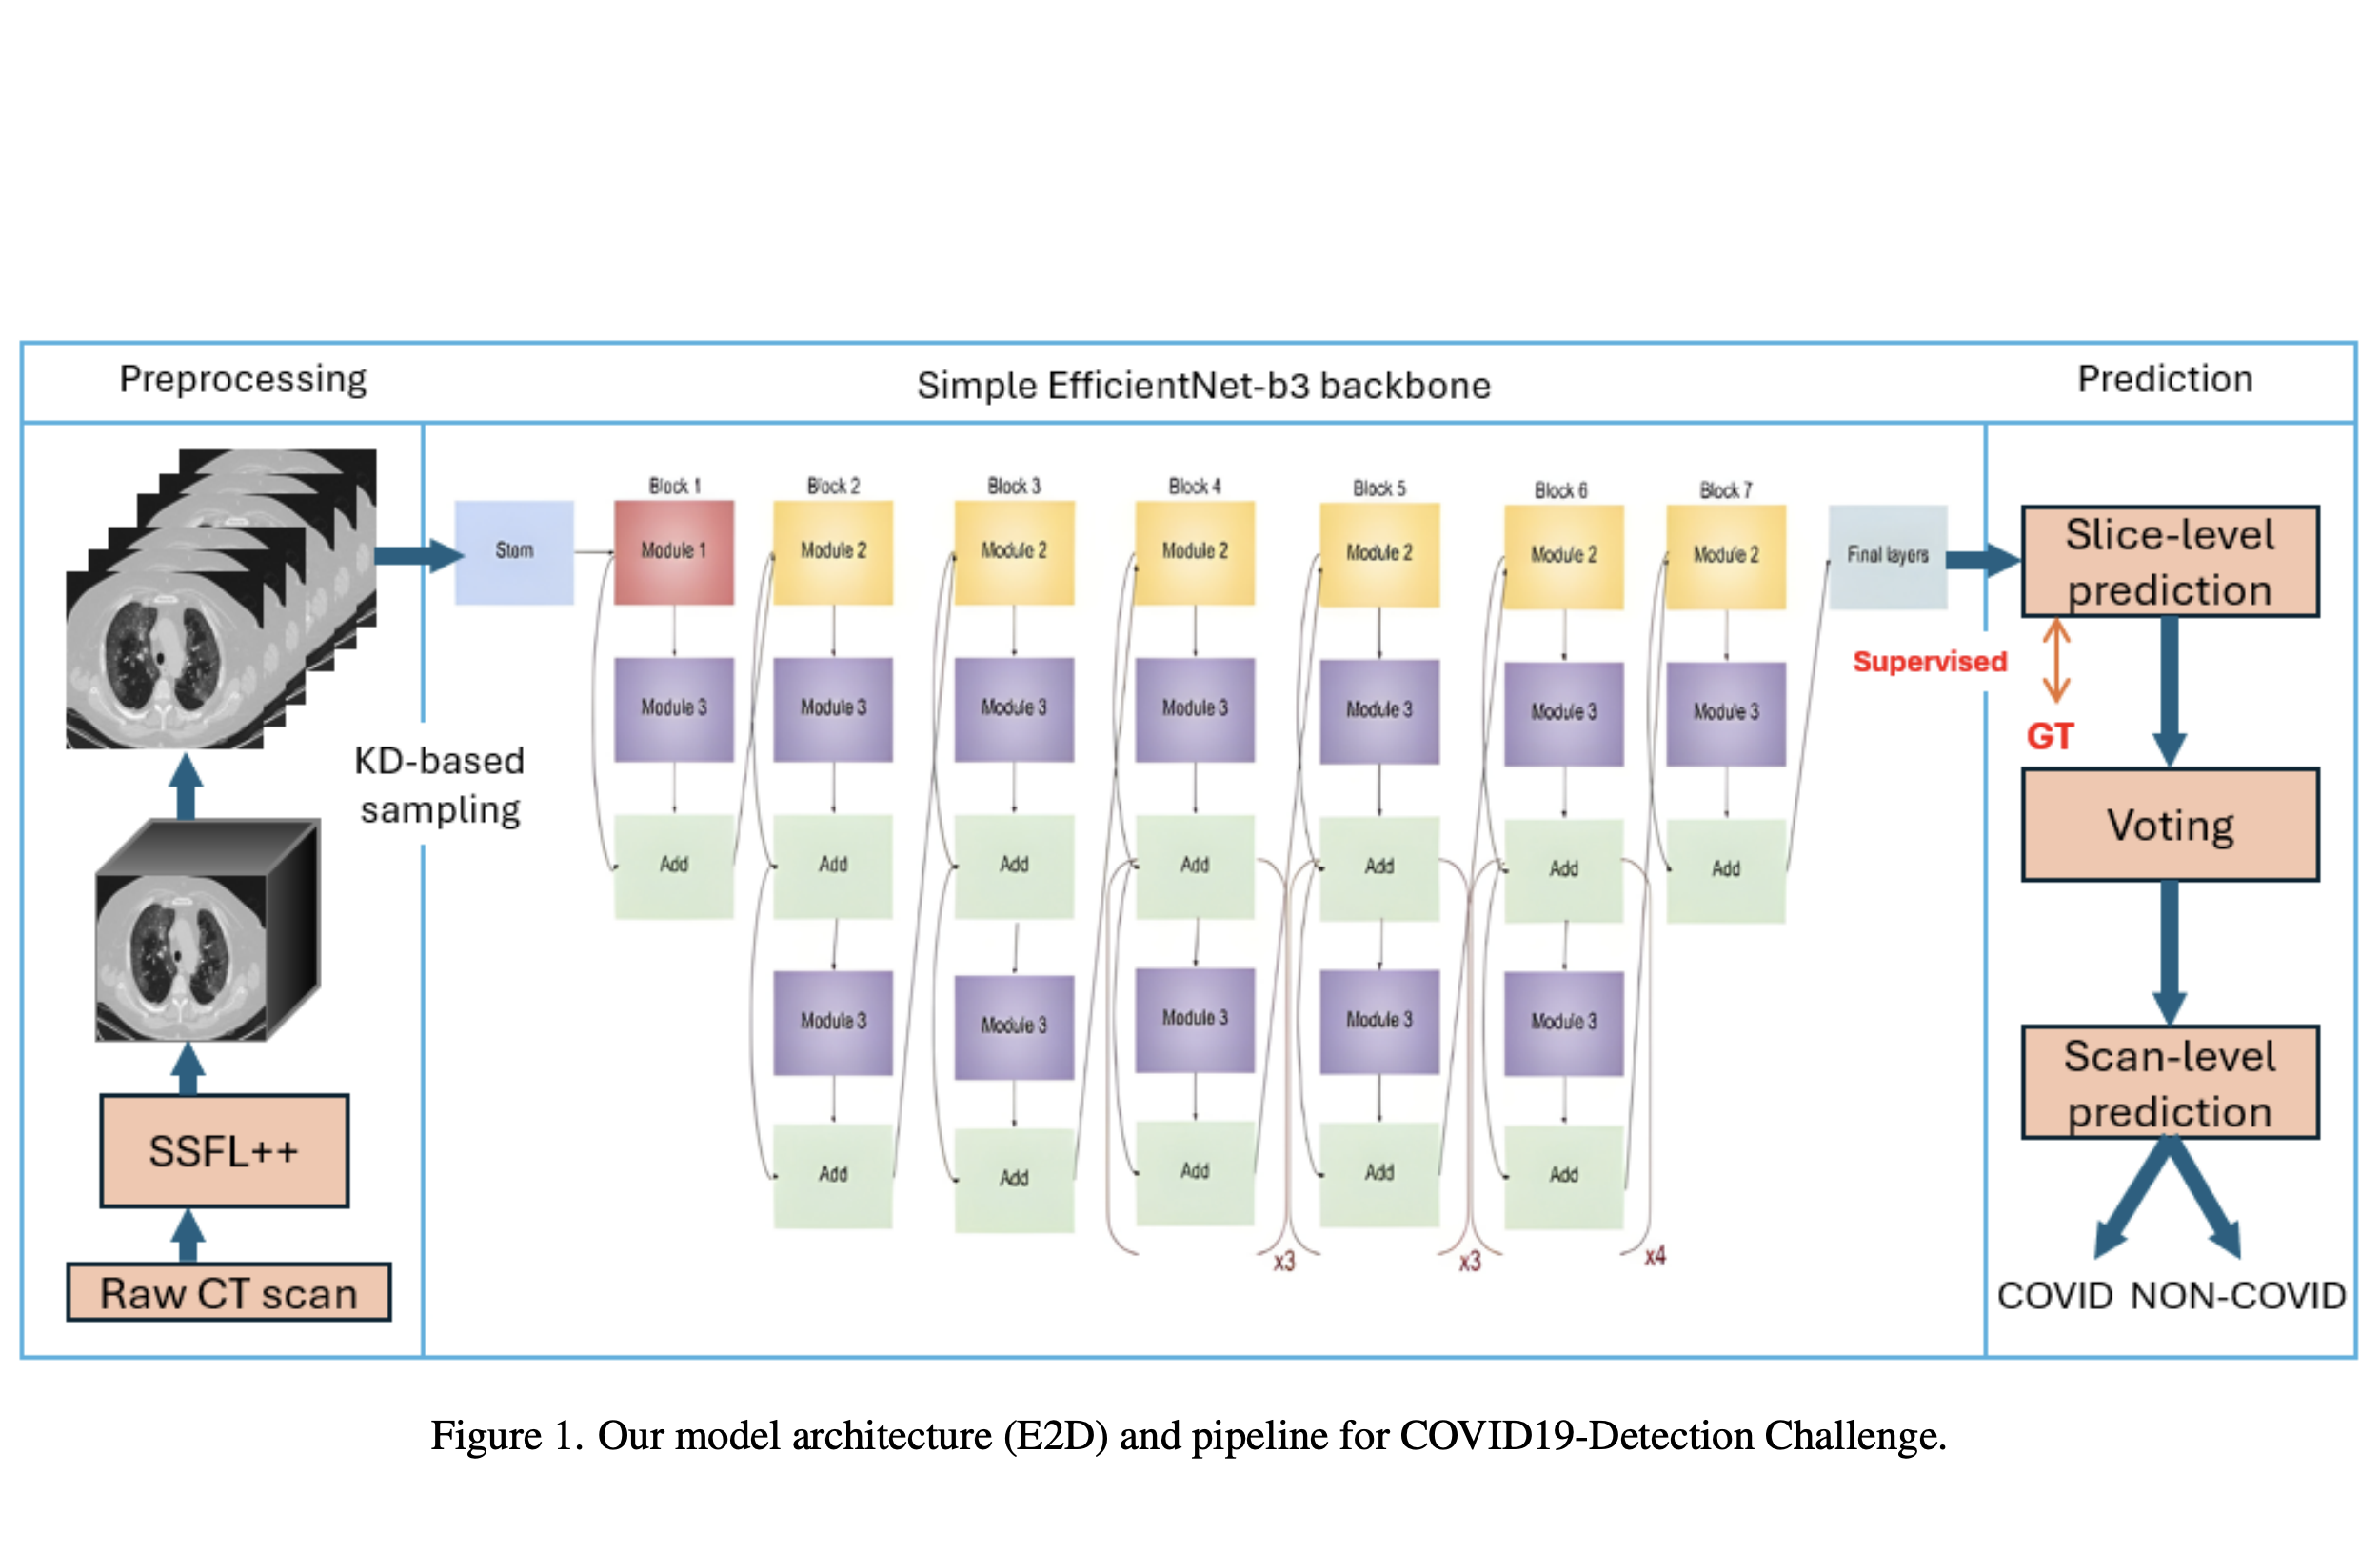 Preprocessing
Simple EfficientNet-b3 backbone
Prediction
KD-based
sampling
SSFL++
Raw CT scan
Stem
Block 1
Module 1
Module 3
Add
Block 2
Module 2
Module 3
Add
Module 3
Add
Block 3
Module 2
Module 3
Add
Module 3
Add
Block 4
Module 2
Module 3
Add
Module 3
Add
x3
Block 5
Module 2
Module 3
Add
Module 3
Add
x3
Block 6
Module 2
Module 3
Add
Module 3
Add
x4
Block 7
Module 2
Module 3
Add
Final layers
Slice-level
prediction
Supervised
GT
Voting
Scan-level
prediction
COVID NON-COVID
Figure 1. Our model architecture (E2D) and pipeline for COVID19-Detection Challenge.